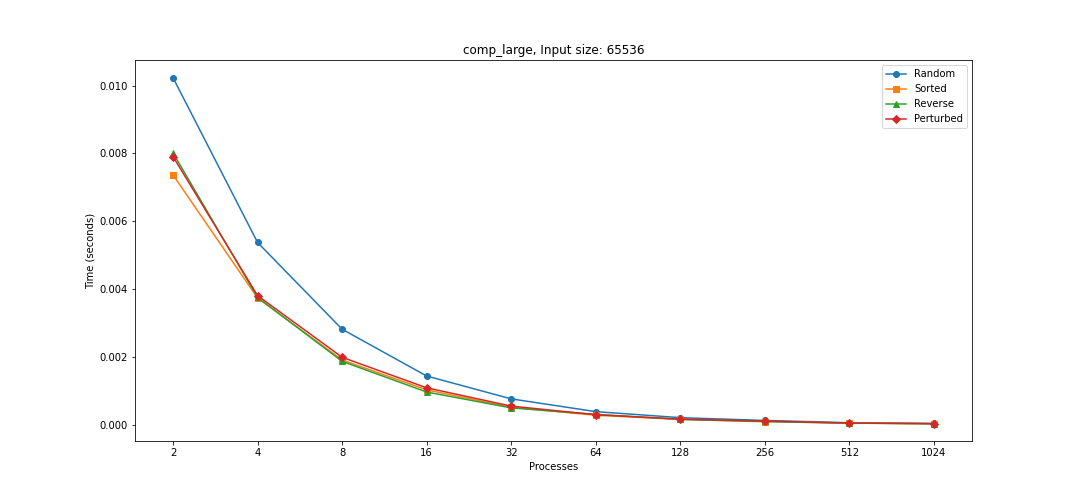 comp_large, Input size: 65536
Random
Sorted
Reverse
Perturbed
Time (seconds)
0.010
0.008
0.006
0.004
0.002
0.000
2 4 8 16 32 64 128 256 512 1024
Processes